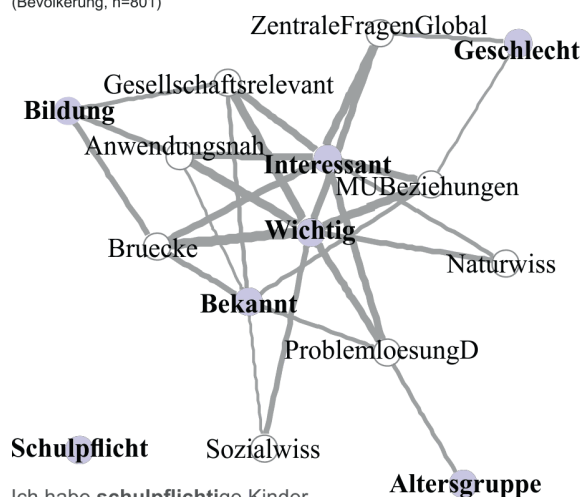 (Bevölkerung, n=801)
ZentraleFragenGlobal
Geschlecht
Gesellschaftsrelevant
Bildung
Anwendungsnah
Interessant
MUBeziehungen
Wichtig
Bruecke
Naturwiss
Bekannt
ProblemloesungD
Schulpflicht
Sozialwiss
Altersgruppe
Ich habe schulpflichtige Kinder